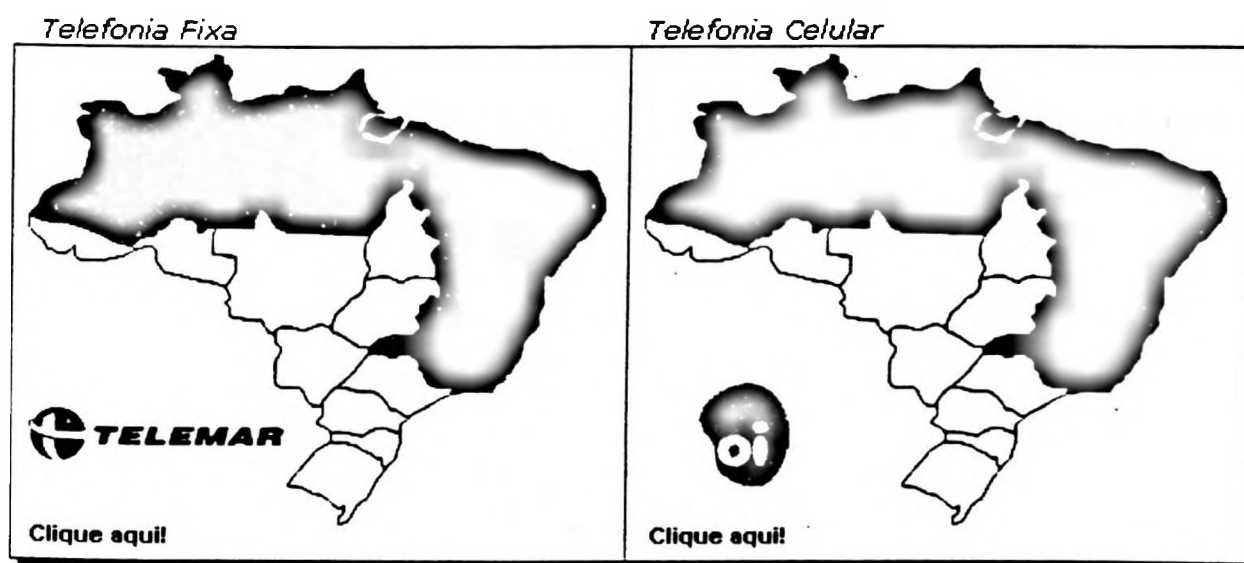 Telefonia Fixa
Telefonia Celular
TELEMAR
Clique aqui!
oi
Clique aqui!